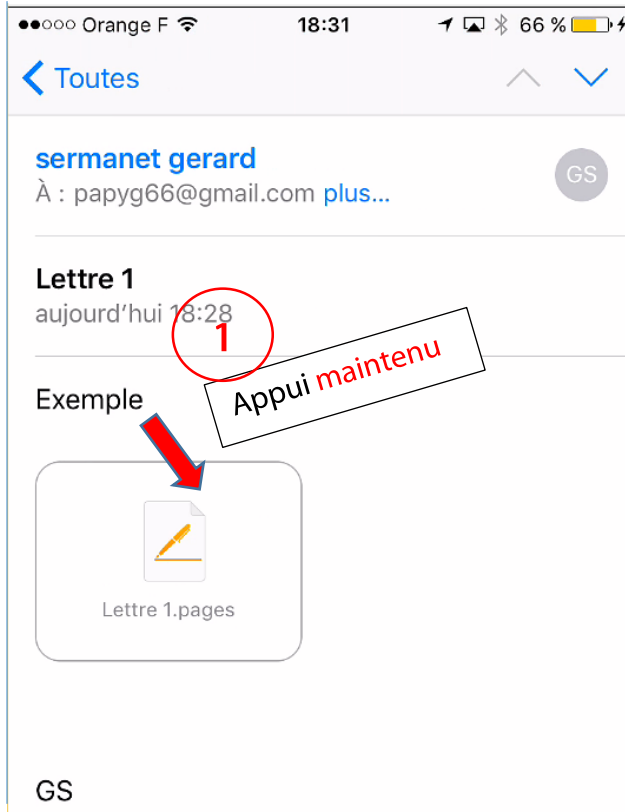 Orange F 18:31 66 %
Toutes
sermanet gerard
GS
À : papyg66@gmail.com plus...
Lettre 1
aujourd’hui 18:28
1
Appui maintenu
Exemple
Lettre 1.pages
GS